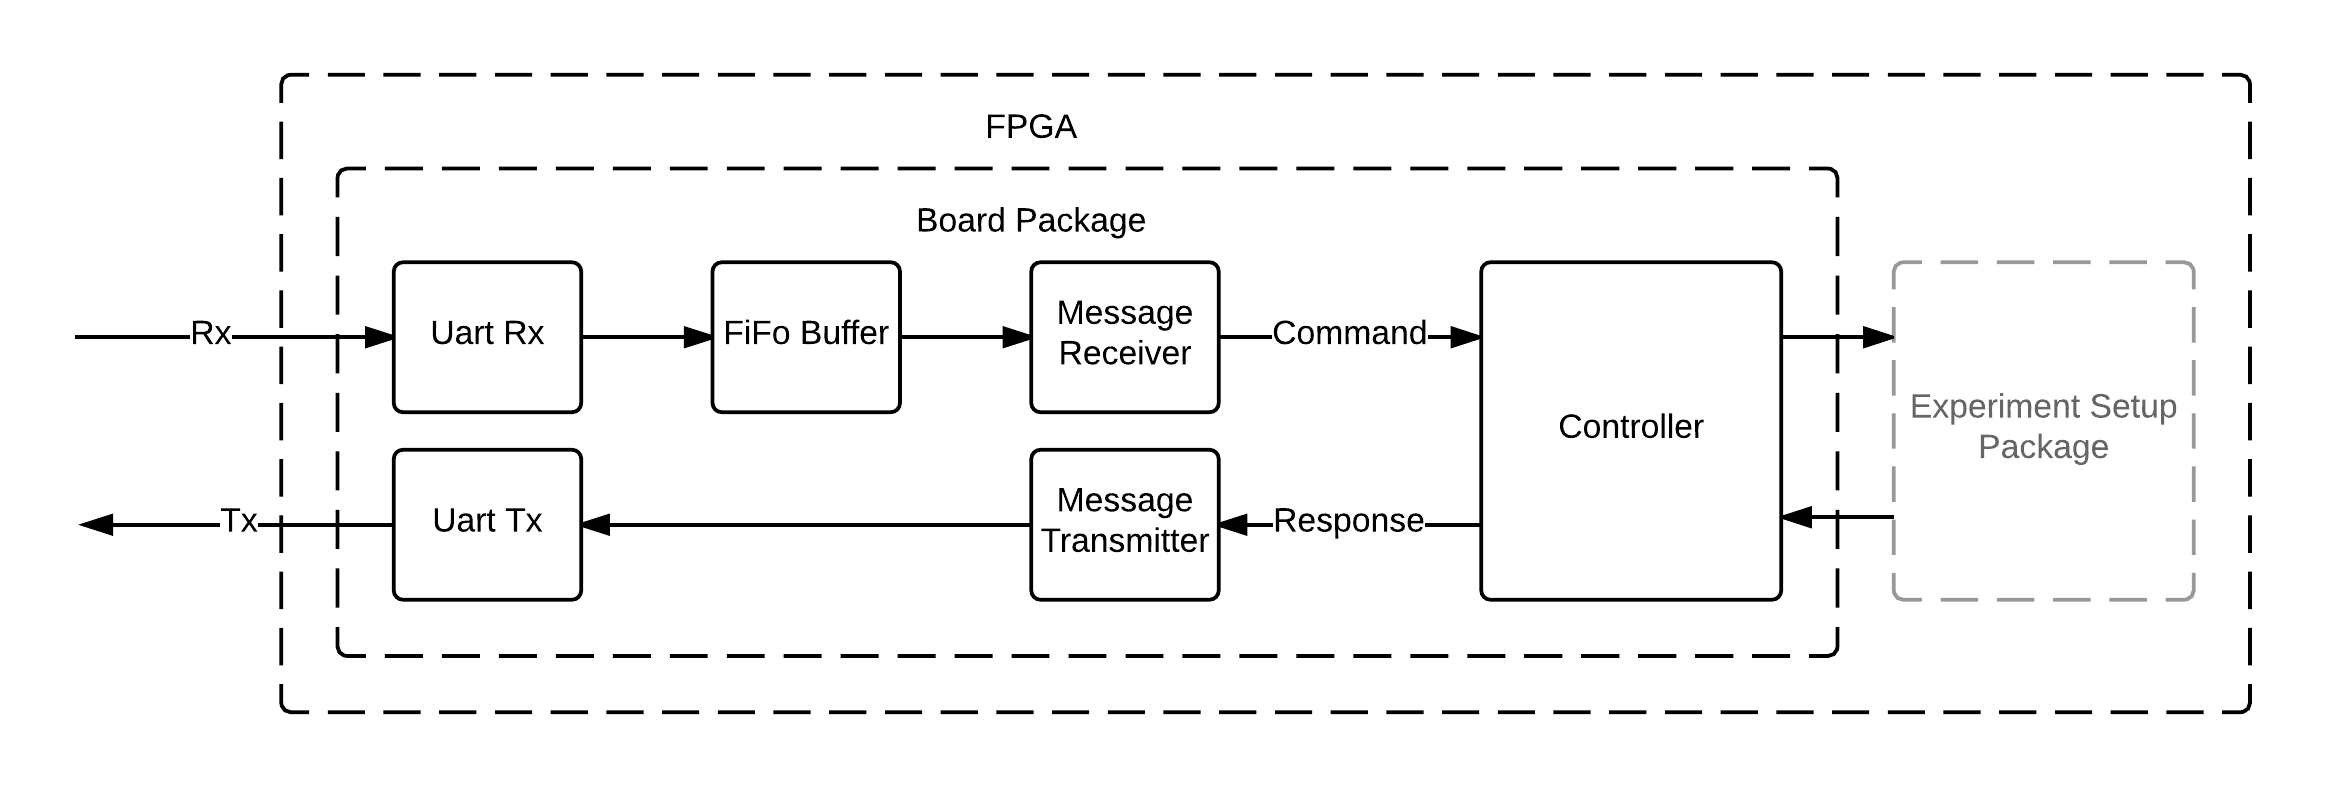 FPGA
Board Package
Rx
Uart Rx
FiFo Buffer
Message
Receiver
Command
Controller
Experiment Setup
Package
Tx
Uart Tx
Message
Transmitter
Response